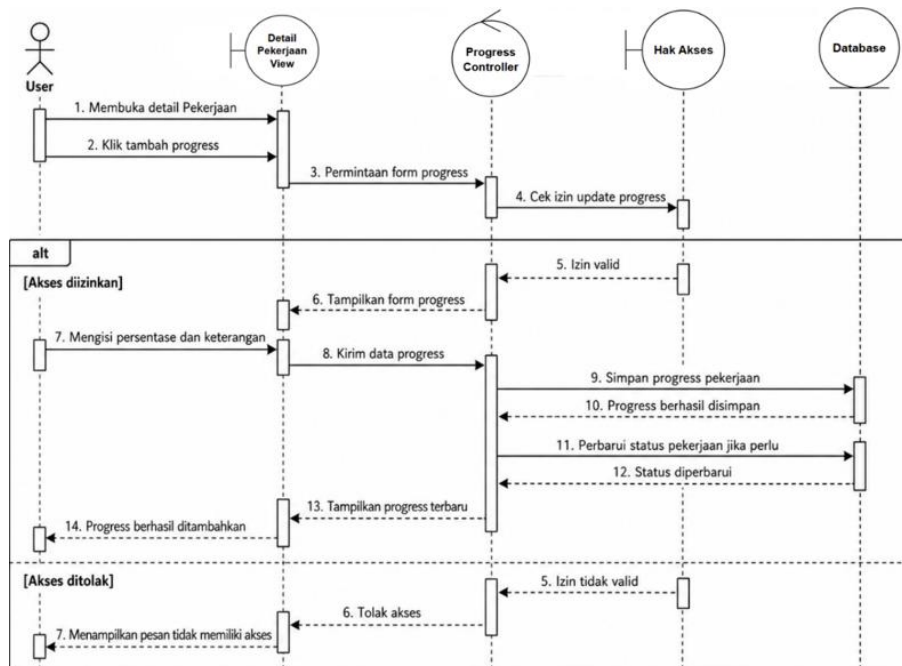 Detail
Pekerjaan
View
Progress
Controller
Hak Akses
Database
User
1. Membuka detail Pekerjaan
2. Klik tambah progress
3. Permintaan form progress
4. Cek izin update progress
alt
[Akses diizinkan]
5. Izin valid
6. Tampilkan form progress
7. Mengisi persentase dan keterangan
8. Kirim data progress
9. Simpan progress pekerjaan
10. Progress berhasil disimpan
11. Perbarui status pekerjaan jika perlu
12. Status diperbarui
13. Tampilkan progress terbaru
14. Progress berhasil ditambahkan
[Akses ditolak]
5. Izin tidak valid
6. Tolak akses
7. Menampilkan pesan tidak memiliki akses